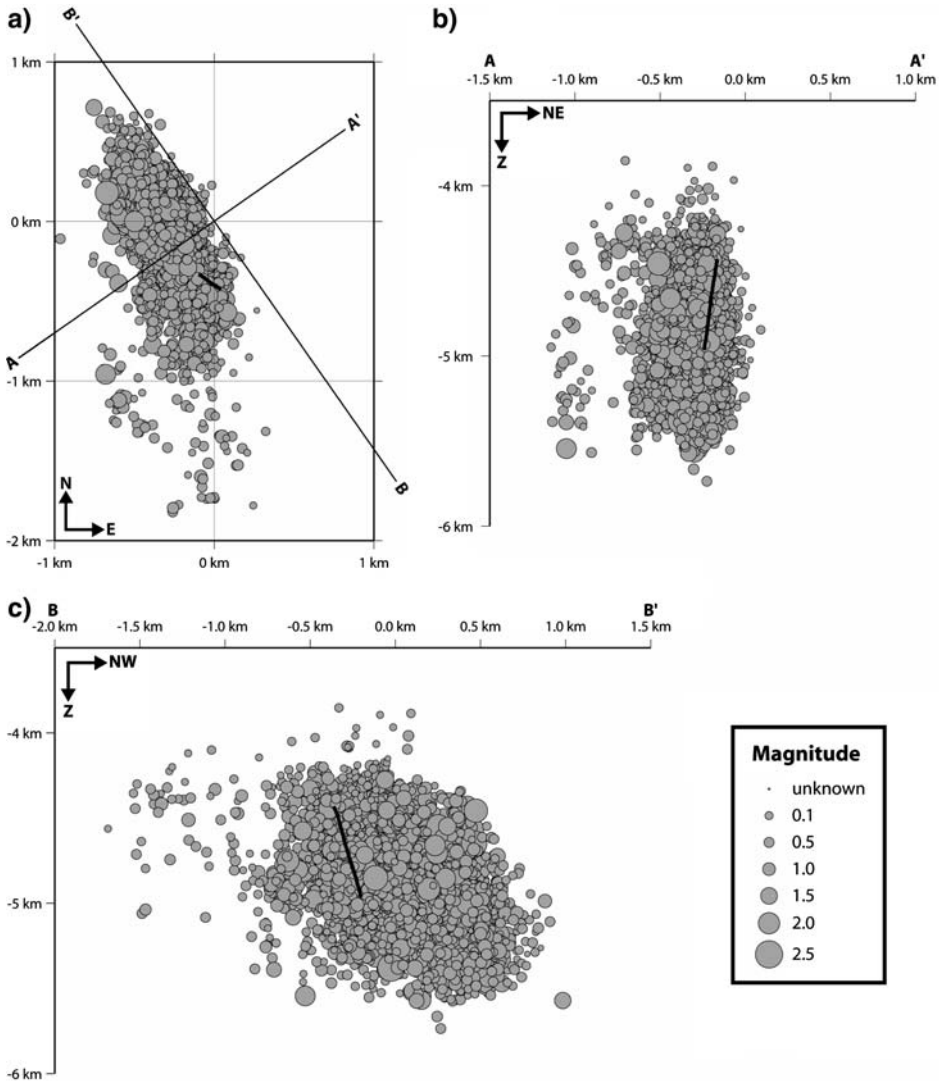 a)
B'
1 km
A'
0 km
A
-1 km
N
B
E
-2 km
-1 km 0 km 1 km
b)
A A'
-1.5 km -1.0 km -0.5 km 0.0 km 0.5 km 1.0 km
NE
Z
-4 km
-5 km
-6 km
c)
B B'
-2.0 km -1.5 km -1.0 km -0.5 km 0.0 km 0.5 km 1.0 km 1.5 km
NW
Z
-4 km
-5 km
-6 km
Magnitude
unknown
0.1
0.5
1.0
1.5
2.0
2.5